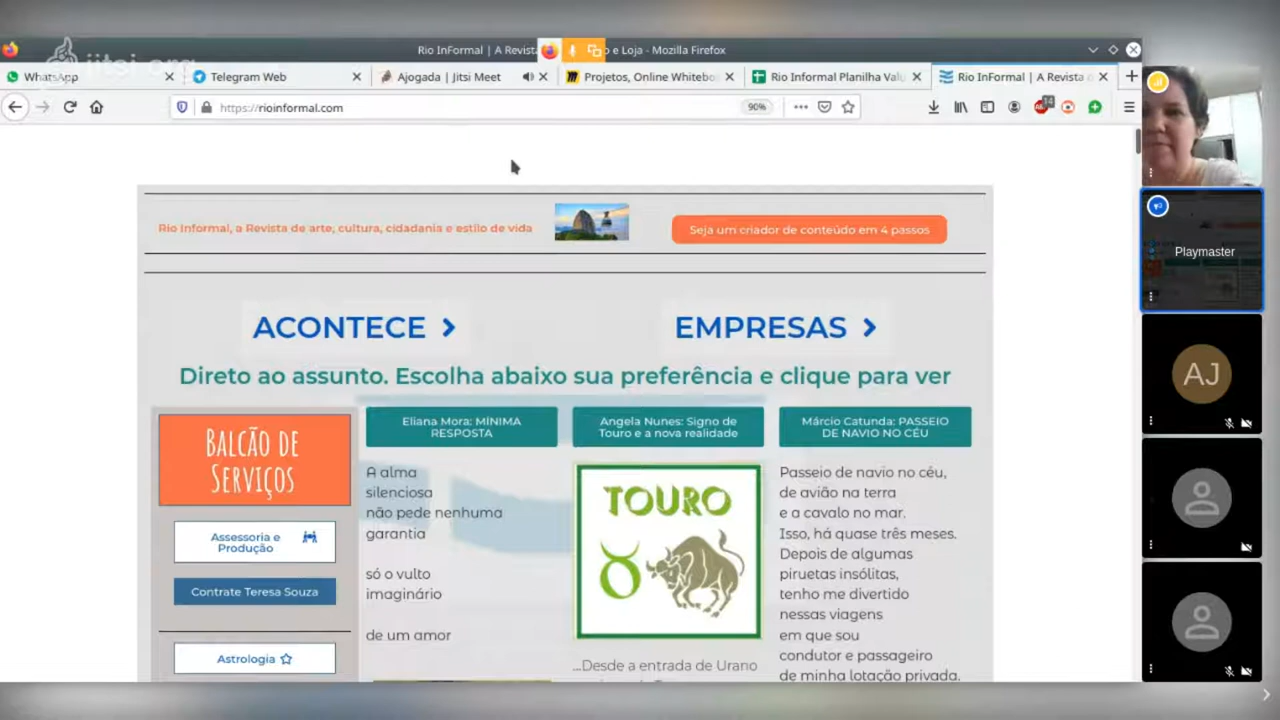 jitsi.org
Rio InFormal | A Revist
o e Loja - Mozilla Firefox
WhatsApp
Telegram Web
Ajogada | Jitsi Meet
Projetos, Online Whitebo
Rio Informal Planilha Valu
Rio InFormal | A Revista o
https://rioinformal.com
90%
14
Rio Informal, a Revista de arte, cultura, cidadania e estilo de vida
Seja um criador de conteúdo em 4 passos
ACONTECE
EMPRESAS
Direto ao assunto. Escolha abaixo sua preferência e clique para ver
BALCÃO DE
SERVIÇOS
Assessoria e
Produção
Contrate Teresa Souza
Astrologia
Eliana Mora: MÍNIMA
RESPOSTA
A alma
silenciosa
não pede nenhuma
garantia
só o vulto
imaginário
de um amor
Angela Nunes: Signo de
Touro e a nova realidade
TOURO
...Desde a entrada de Urano
Márcio Catunda: PASSEIO
DE NAVIO NO CÉU
Passeio de navio no céu,
de avião na terra
e a cavalo no mar.
Isso, há quase três meses.
Depois de algumas
piruetas insólitas,
tenho me divertido
nessas viagens
em que sou
condutor e passageiro
de minha lotação privada.
Playmaster
AJ